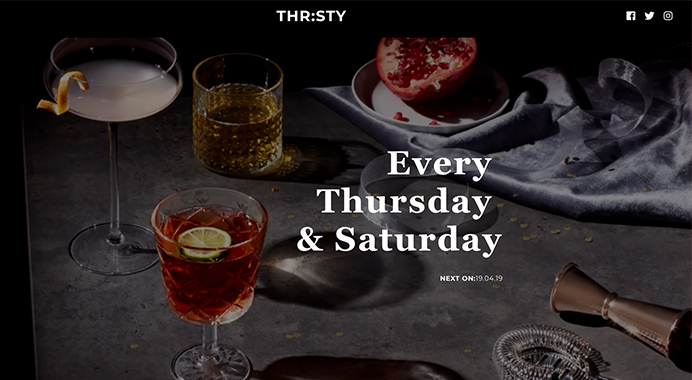 THR:STY
Every
Thursday
& Saturday
NEXT ON:19.04.19